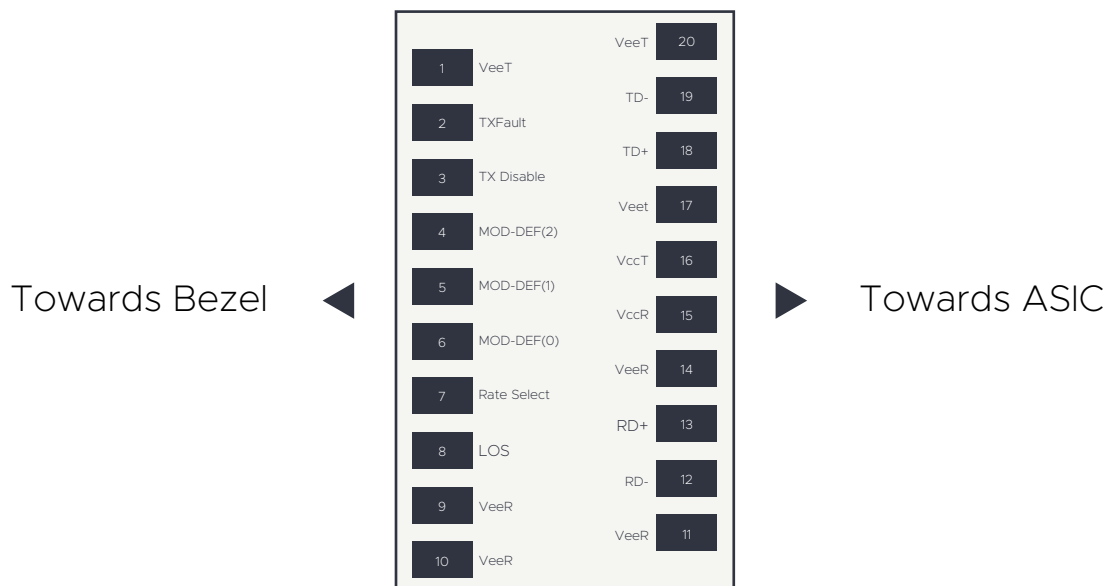 VeeT 20
1 VeeT
TD- 19
2 TXFault
TD+ 18
3 TX Disable
Veet 17
4 MOD-DEF(2)
VccT 16
5 MOD-DEF(1)
Towards Bezel
Towards ASIC
VccR 15
6 MOD-DEF(0)
VeeR 14
7 Rate Select
RD+ 13
8 LOS
RD- 12
9 VeeR
VeeR 11
10 VeeR